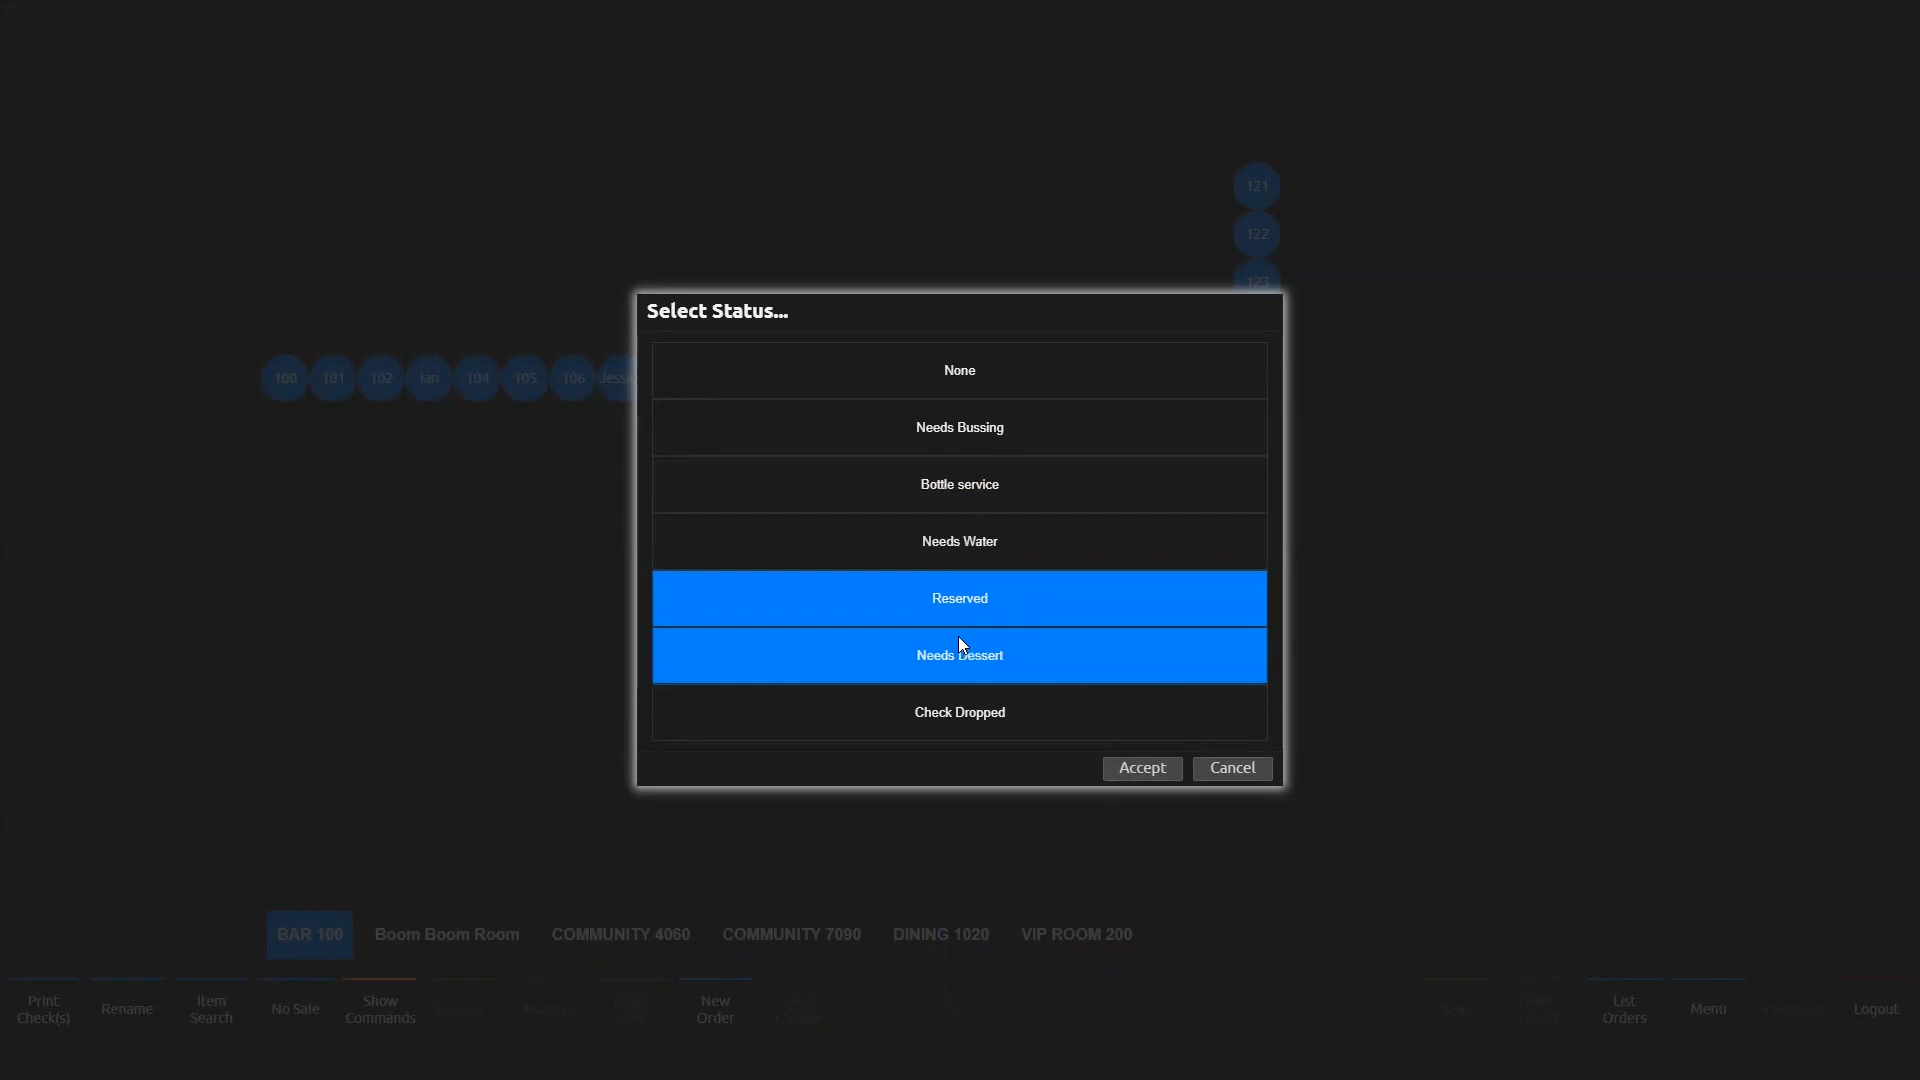 121
122
123
Select Status...
100 101 102 Ian 104 105 106
None
Needs Bussing
Bottle service
Needs Water
Reserved
Needs Dessert
Check Dropped
Accept Cancel
BAR 100 Boom Boom Room COMMUNITY 4060 COMMUNITY 7090 DINING 1020 VIP ROOM 200
Print Check(s)
Rename
Item Search
No Sale
Show Commands
New Order
List Orders
Menu
Logout